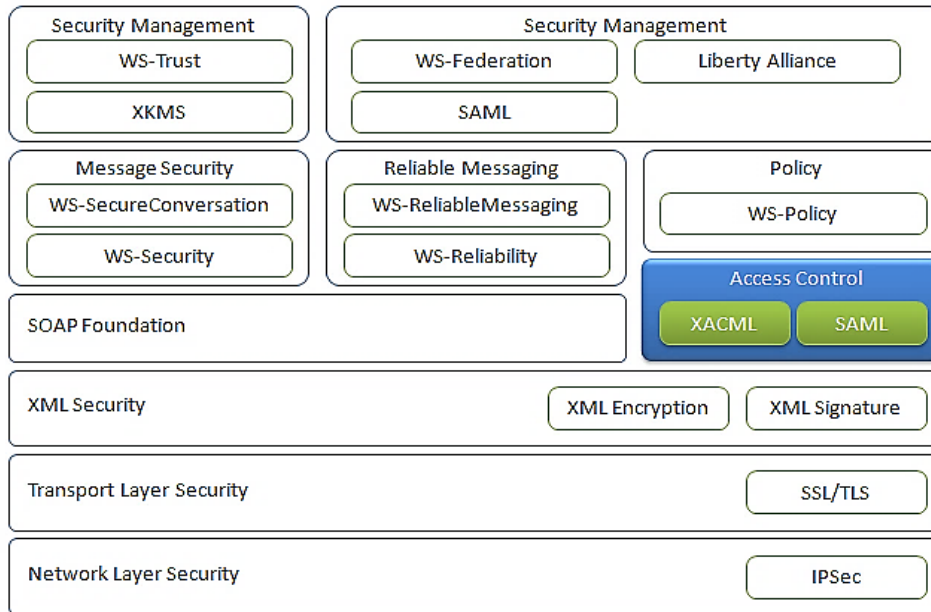 Security Management
WS-Trust
XKMS
Security Management
WS-Federation
Liberty Alliance
SAML
Message Security
WS-SecureConversation
WS-Security
Reliable Messaging
WS-ReliableMessaging
WS-Reliability
Policy
WS-Policy
Access Control
XACML
SAML
SOAP Foundation
XML Security
XML Encryption
XML Signature
Transport Layer Security
SSL/TLS
Network Layer Security
IPSec